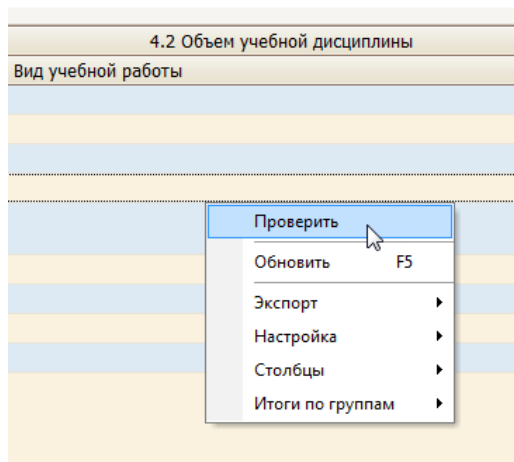 4.2 Объем учебной дисциплины
Вид учебной работы
Проверить
Обновить F5
Экспорт
Настройка
Столбцы
Итоги по группам